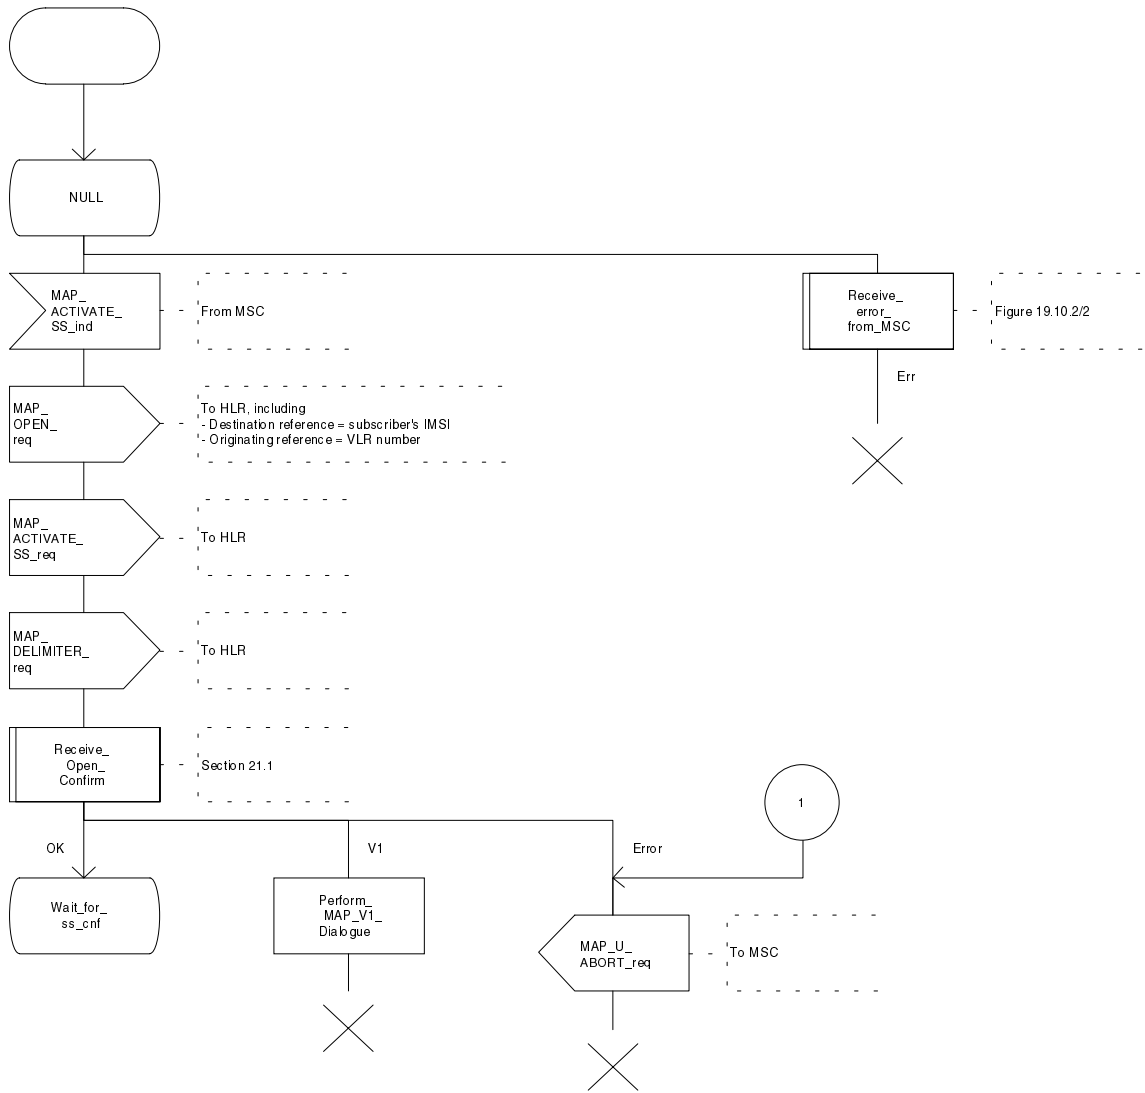 NULL
MAP_
ACTIVATE_
SS_ind
From MSC
Receive_
error_
from_MSC
Figure 19.10.2/2
Err
MAP_
OPEN_
req
To HLR, including
- Destination reference = subscriber's IMSI
- Originating reference = VLR number
MAP_
ACTIVATE_
SS_req
To HLR
MAP_
DELIMITER_
req
To HLR
Receive_
Open_
Confirm
Section 21.1
1
OK
V1
Error
Wait_for_
ss_cnf
Perform_
MAP_V1_
Dialogue
MAP_U_
ABORT_req
To MSC